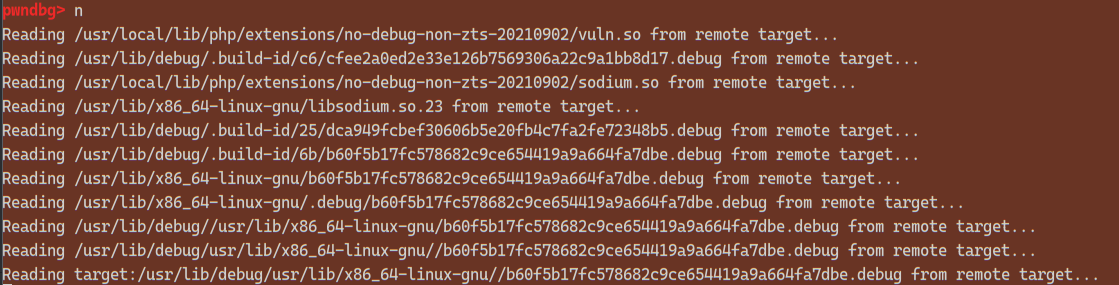 pwndbg> n
Reading /usr/local/lib/php/extensions/no-debug-non-zts-20210902/vuln.so from remote target...
Reading /usr/lib/debug/.build-id/c6/cfee2a0ed2e33e126b7569306a22c9a1bb8d17.debug from remote target...
Reading /usr/local/lib/php/extensions/no-debug-non-zts-20210902/sodium.so from remote target...
Reading /usr/lib/x86_64-linux-gnu/libsodium.so.23 from remote target...
Reading /usr/lib/debug/.build-id/25/dca949fcbef30606b5e20fb4c7fa2fe72348b5.debug from remote target...
Reading /usr/lib/debug/.build-id/6b/b60f5b17fc578682c9ce654419a9a664fa7dbe.debug from remote target...
Reading /usr/lib/x86_64-linux-gnu/b60f5b17fc578682c9ce654419a9a664fa7dbe.debug from remote target...
Reading /usr/lib/x86_64-linux-gnu/.debug/b60f5b17fc578682c9ce654419a9a664fa7dbe.debug from remote target...
Reading /usr/lib/debug//usr/lib/x86_64-linux-gnu//b60f5b17fc578682c9ce654419a9a664fa7dbe.debug from remote target...
Reading /usr/lib/debug/usr/lib/x86_64-linux-gnu//b60f5b17fc578682c9ce654419a9a664fa7dbe.debug from remote target...
Reading target:/usr/lib/debug/usr/lib/x86_64-linux-gnu//b60f5b17fc578682c9ce654419a9a664fa7dbe.debug from remote target...